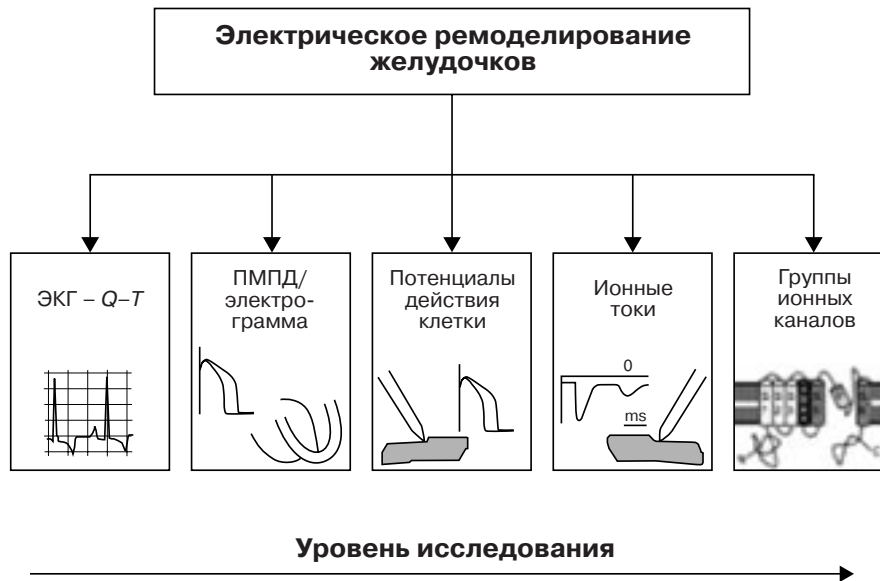 Электрическое ремоделирование
желудочков
ЭКГ – Q–T
ПМПД/
электро-
грамма
Потенциалы
действия
клетки
Ионные
токи
0
ms
Группы
ионных
каналов
Уровень исследования